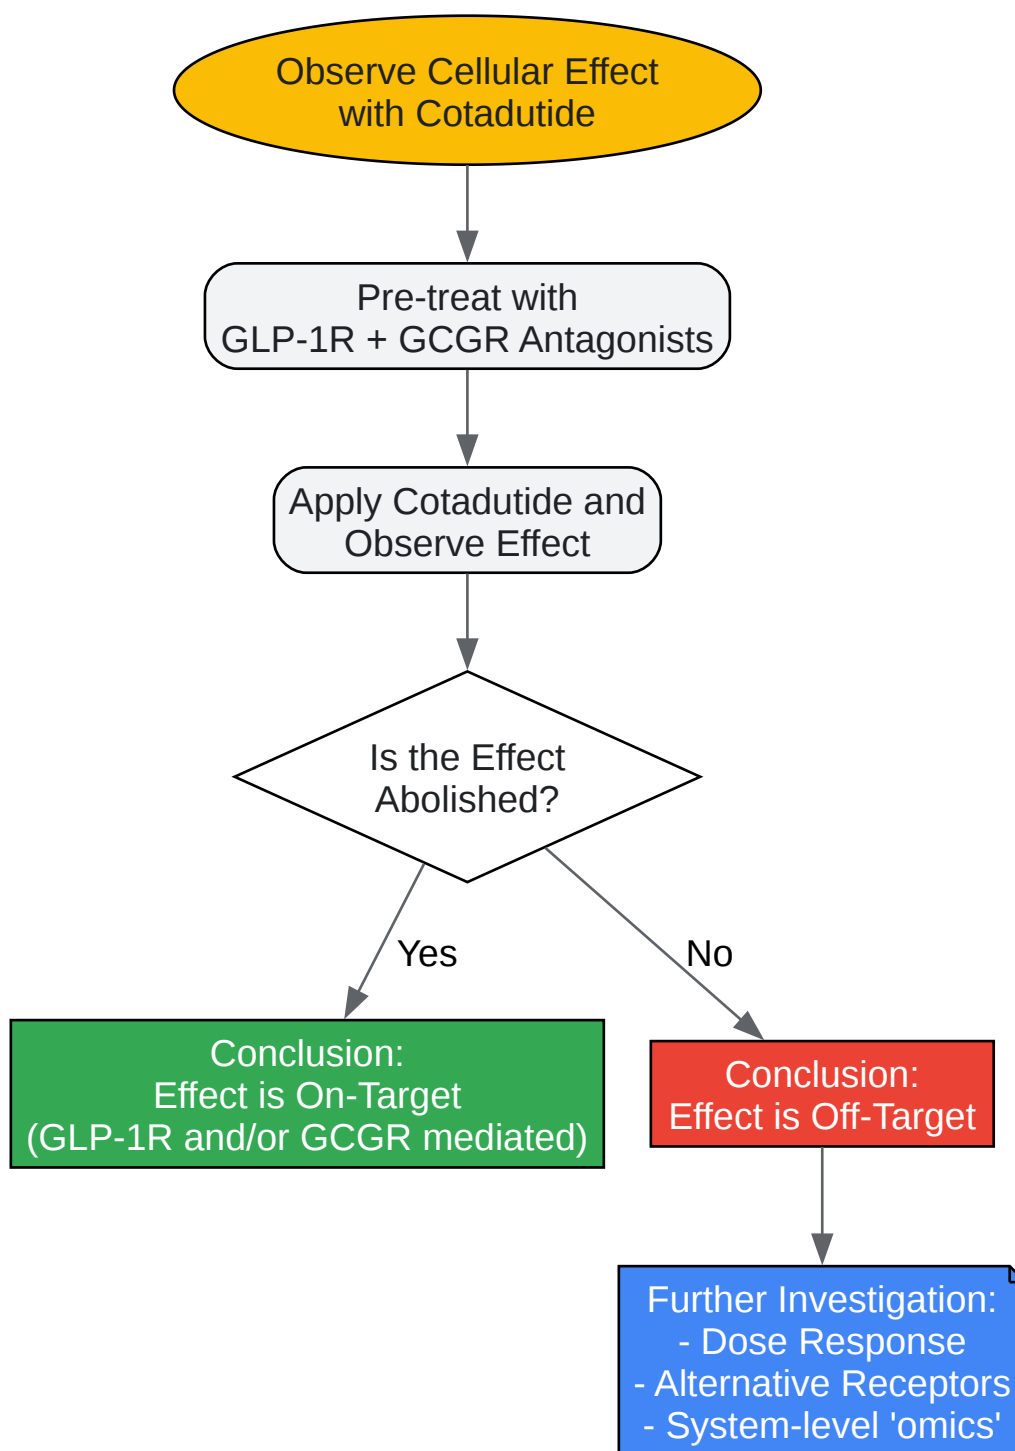 Observe Cellular Effect
with Cotadutide
Pre-treat with
GLP-1R + GCGR Antagonists
Apply Cotadutide and
Observe Effect
Is the Effect
Abolished?
Yes
No
Conclusion:
Effect is On-Target
(GLP-1R and/or GCGR mediated)
Conclusion:
Effect is Off-Target
Further Investigation:
- Dose Response
- Alternative Receptors
- System-level 'omics'